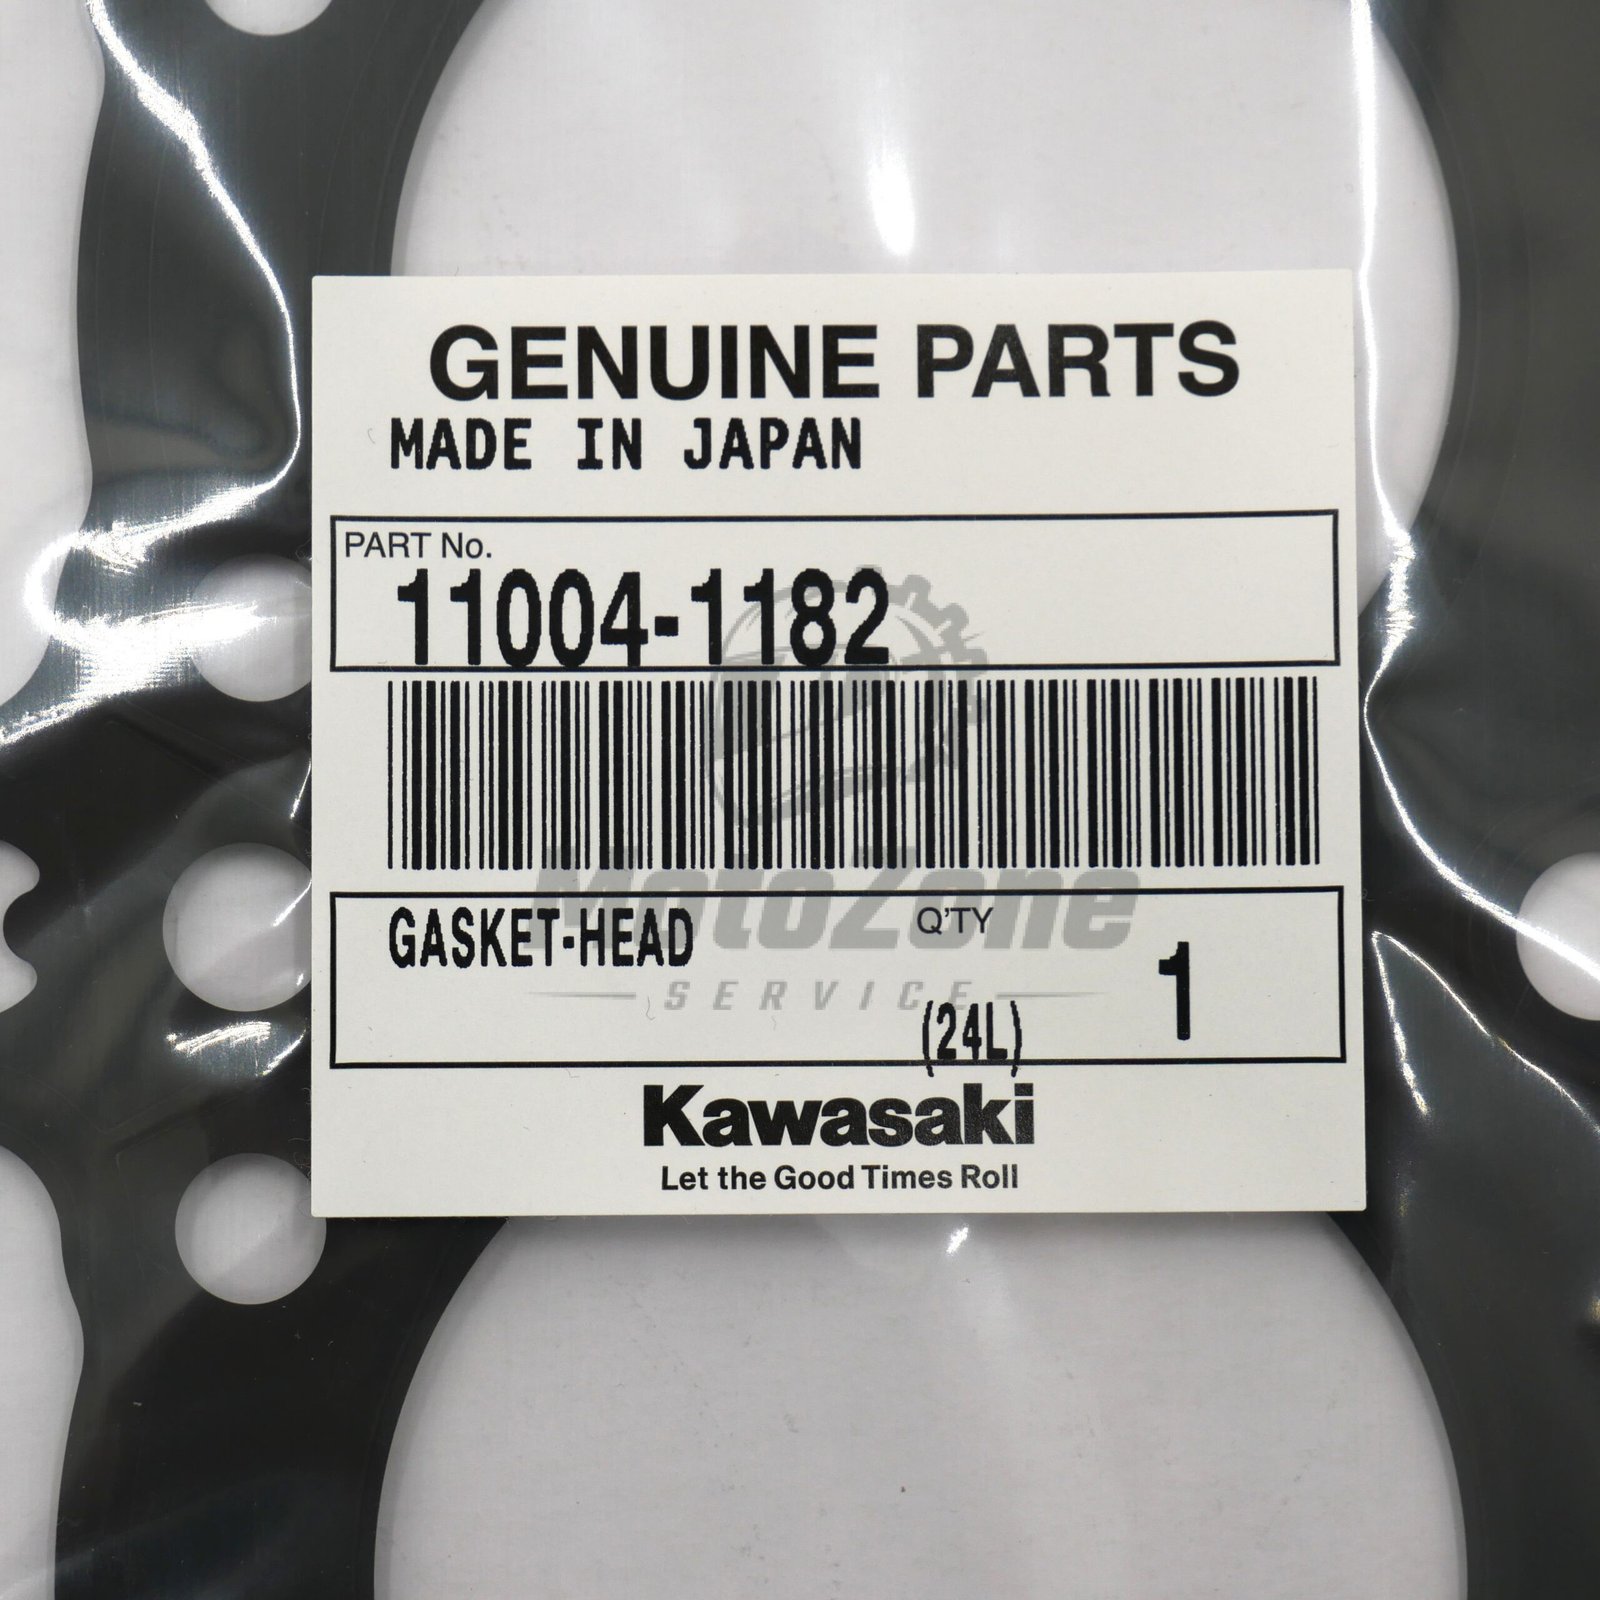 GENUINE PARTS
MADE IN JAPAN
PART No.
11004-1182
GASKET-HEAD
Q'TY
1
(24L)
MotoZone
SERVICE
Kawasaki
Let the Good Times Roll